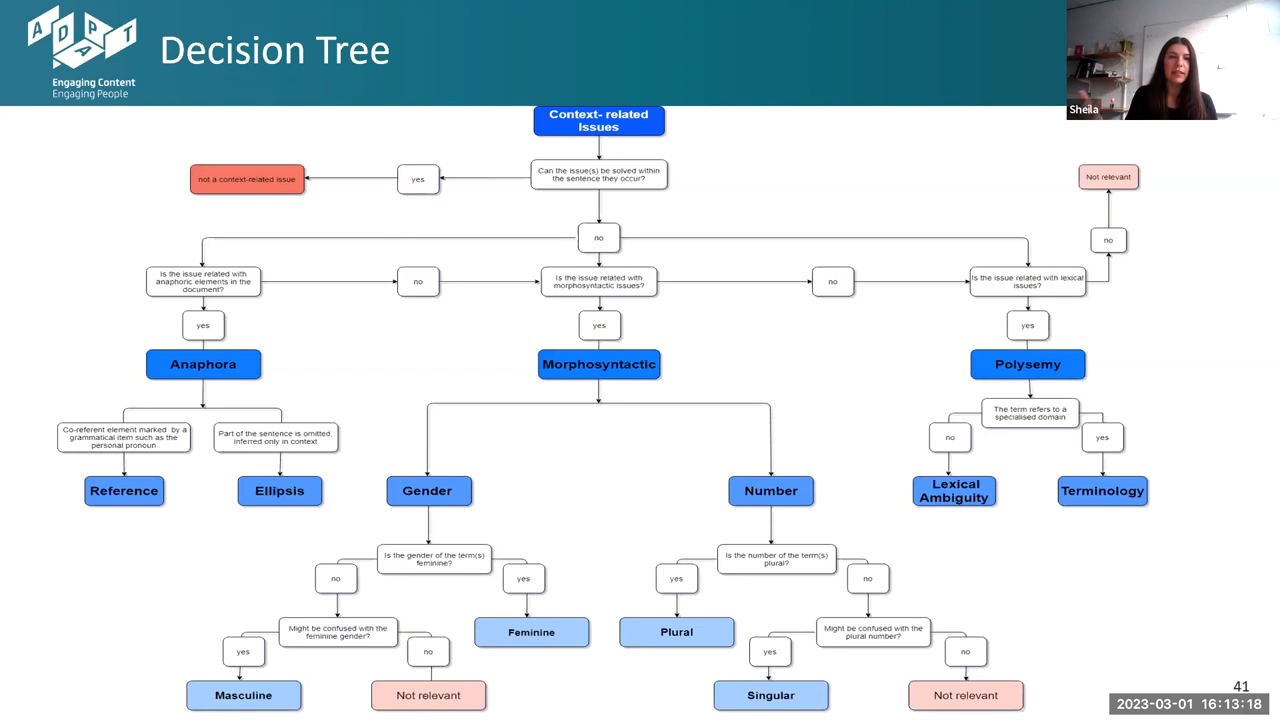 ADAPT
Engaging Content
Engaging People
Decision Tree
Sheila
Context- related
Issues
Can the issue(s) be solved within
the sentence they occur?
yes
not a context-related issue
Not relevant
no
no
Is the issue related with
anaphoric elements in the
document?
no
Is the issue related with
morphosyntactic issues?
no
Is the issue related with lexical
issues?
yes
yes
yes
Anaphora
Morphosyntactic
Polysemy
The term refers to a
specialised domain
Co-referent element marked by a
grammatical item such as the
personal pronoun
Part of the sentence is omitted,
inferred only in context
no
yes
Reference
Ellipsis
Gender
Number
Lexical
Ambiguity
Terminology
Is the gender of the term(s)
feminine?
Is the number of the term(s)
plural?
no
yes
yes
no
Might be confused with the
feminine gender?
Feminine
Plural
Might be confused with the
plural number?
yes
no
yes
no
Masculine
Not relevant
Singular
Not relevant
41
2023-03-01 16:13:18